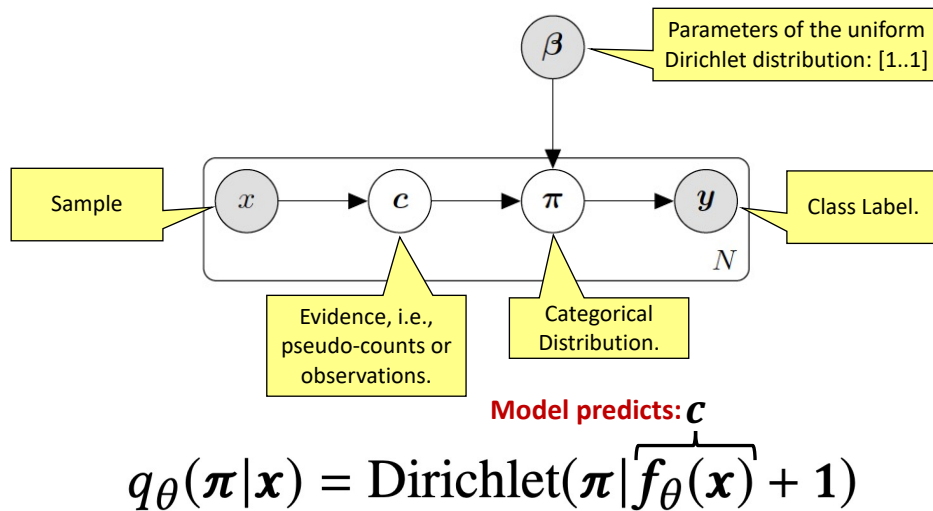 β
Parameters of the uniform
Dirichlet distribution: [1..1]
Sample
x
c
π
y
Class Label.
N
Evidence, i.e.,
pseudo-counts or
observations.
Categorical
Distribution.
Model predicts: c
qθ(π|x) = Dirichlet(π|fθ(x) + 1)